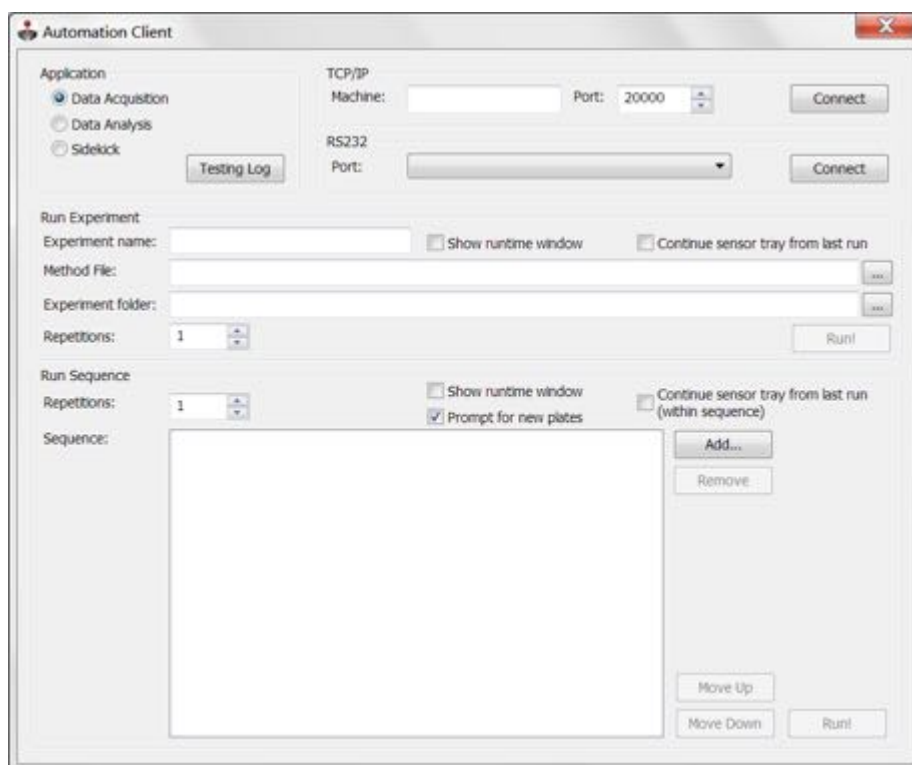 Automation Client
Application
Data Acquisition
Data Analysis
Sidekick
Testing Log
TCP/IP
Machine:
Port: 20000
Connect
RS232
Port:
Connect
Run Experiment
Experiment name:
Show runtime window
Continue sensor tray from last run
Method File:
...
Experiment folder:
...
Repetitions: 1
Run!
Run Sequence
Repetitions: 1
Show runtime window
Prompt for new plates
Continue sensor tray from last run
(within sequence)
Sequence:
Add...
Remove
Move Up
Move Down
Run!